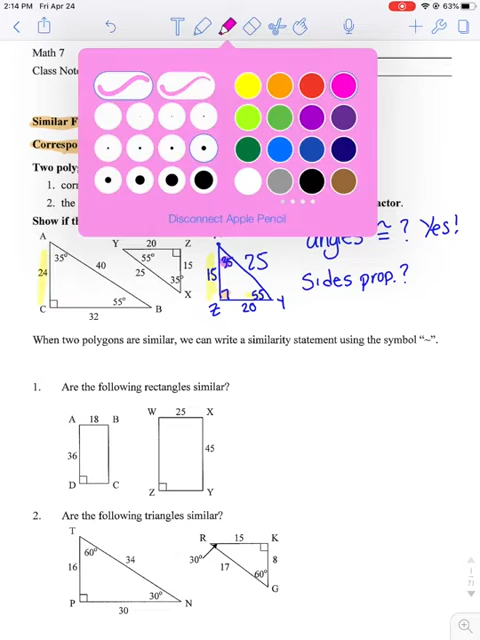 2:14 PM Fri Apr 24
63%
Math 7
Class Not
Similar F
Correspo
Two poly
1. corr
2. the
actor.
Show if th
Disconnect Apple Pencil
angles ≅ ? Yes!
Sides prop.?
A
35°
24
40
C
55°
B
32
Y
20
Z
55°
25
15
35°
X
35
25
15
55
Z
20
Y
When two polygons are similar, we can write a similarity statement using the symbol “~”.
1. Are the following rectangles similar?
A 18 B
36
D C
W 25 X
45
Z Y
2. Are the following triangles similar?
T
60°
16
34
30°
P
N
30
R 15 K
30°
8
17
60°
G